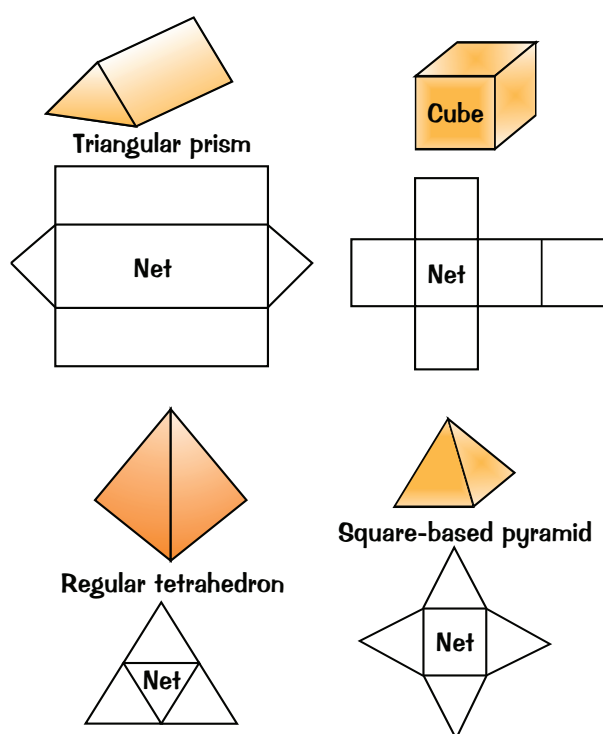 Cube
Triangular prism
Net
Net
Square-based pyramid
Regular tetrahedron
Net
Net